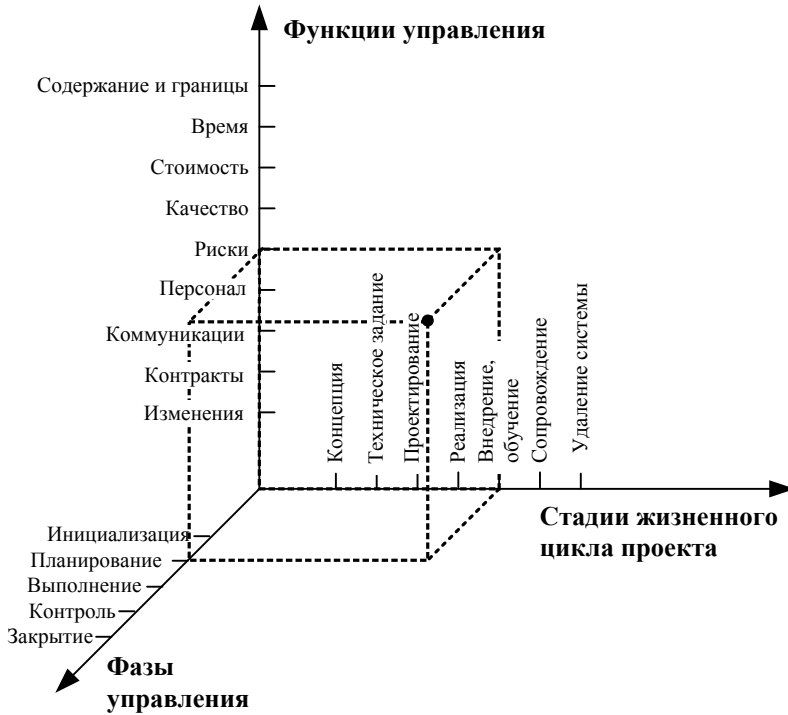 Функции управления
Содержание и границы
Время
Стоимость
Качество
Риски
Персонал
Коммуникации
Контракты
Изменения
Концепция
Техническое задание
Проектирование
Реализация
Внедрение,
обучение
Сопровождение
Удаление системы
Стадии жизненного
цикла проекта
Инициализация
Планирование
Выполнение
Контроль
Закрытие
Фазы
управления